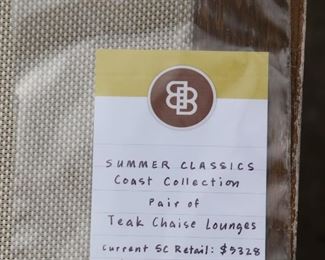 B B
SUMMER CLASSICS
Coast Collection
Pair of
Teak Chaise Lounges
Current SC Retail: $5328